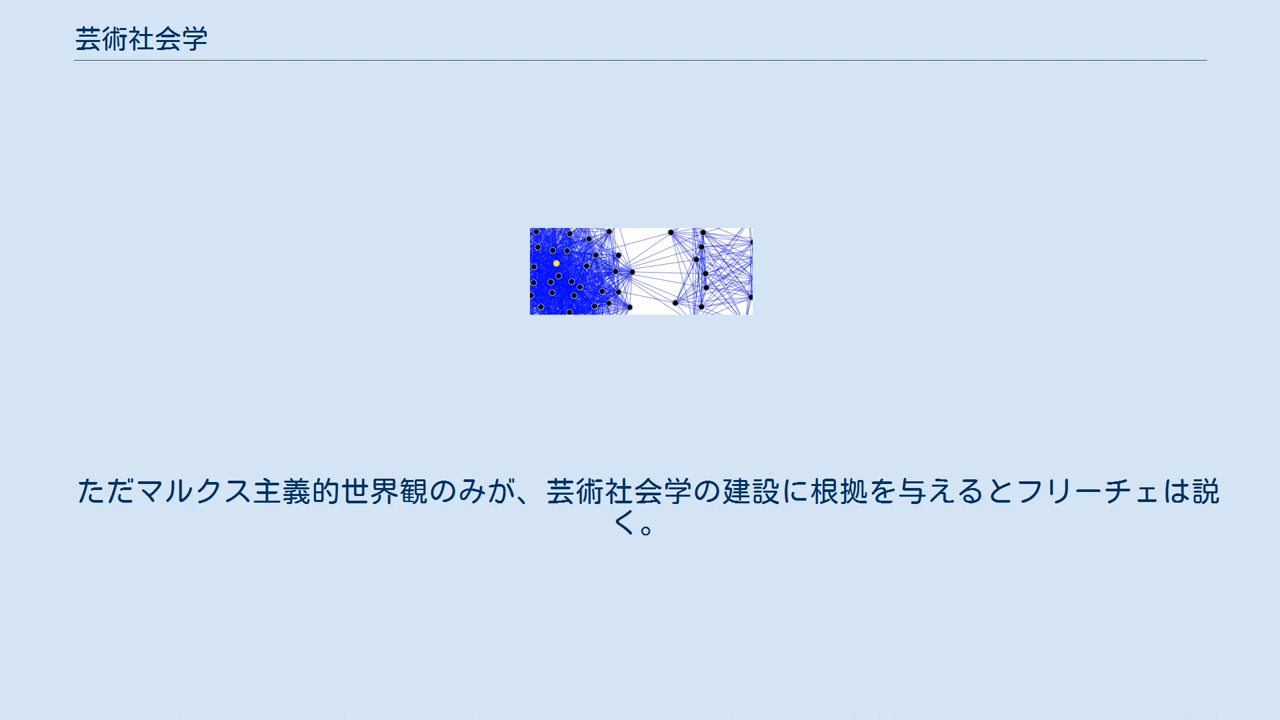 芸術社会学
ただマルクス主義的世界観のみが、芸術社会学の建設に根拠を与えるとフリーチェは説
く。